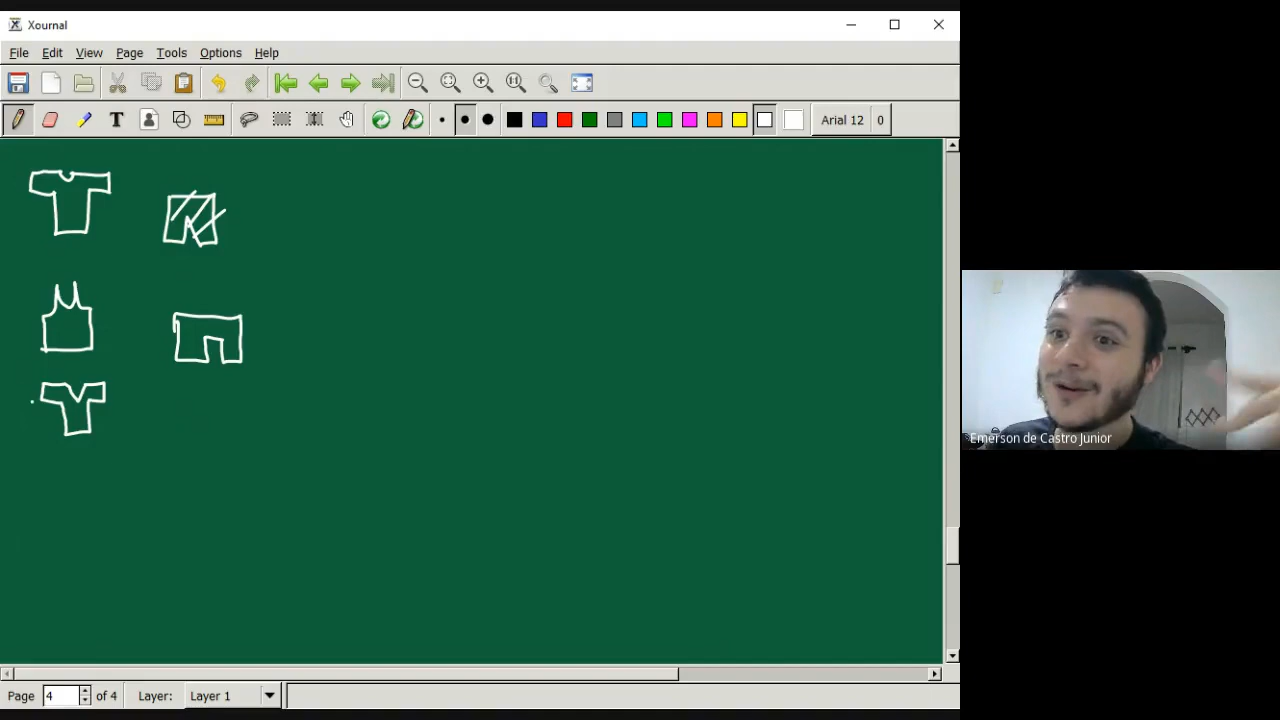 Xournal
File Edit View Page Tools Options Help
Arial 12 0
Emerson de Castro Junior
Page 4 of 4 Layer: Layer 1